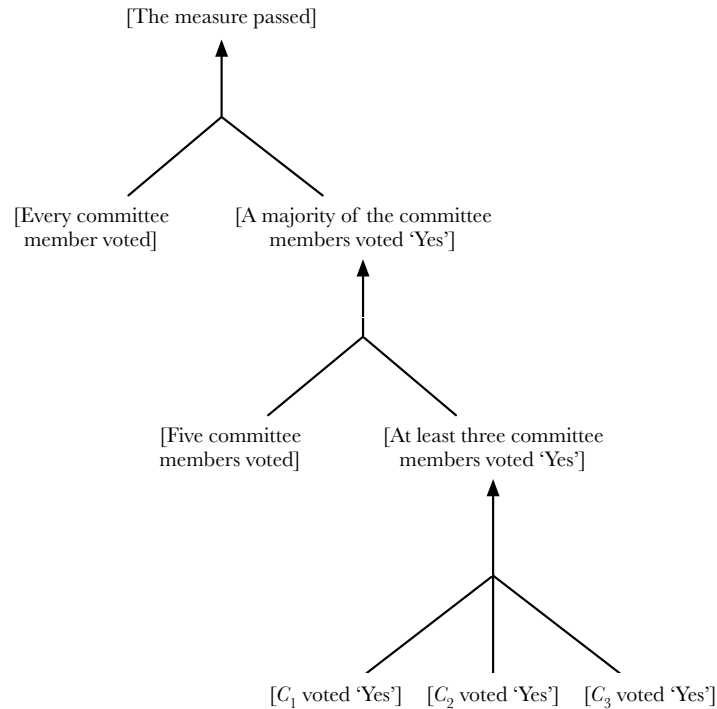 [The measure passed]
[Every committee
member voted]
[A majority of the committee
members voted ‘Yes’]
[Five committee
members voted]
[At least three committee
members voted ‘Yes’]
[C₁ voted ‘Yes’] [C₂ voted ‘Yes’] [C₃ voted ‘Yes’]